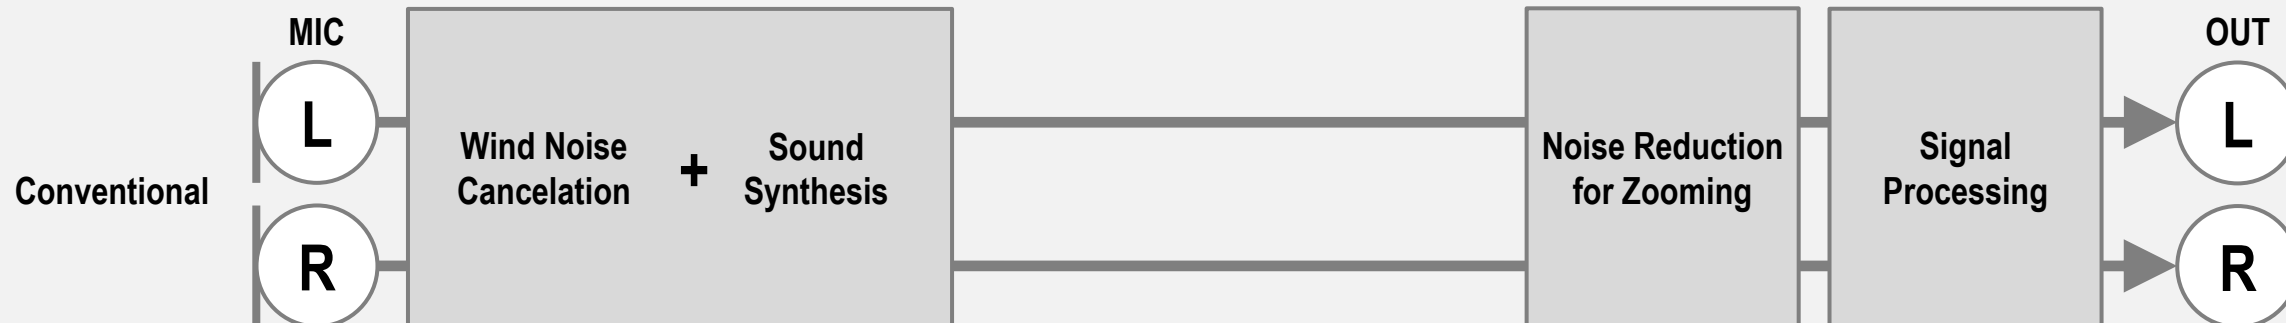 MIC
OUT
L
Wind Noise
Cancelation
+
Sound
Synthesis
Noise Reduction
for Zooming
Signal
Processing
L
Conventional
R
R